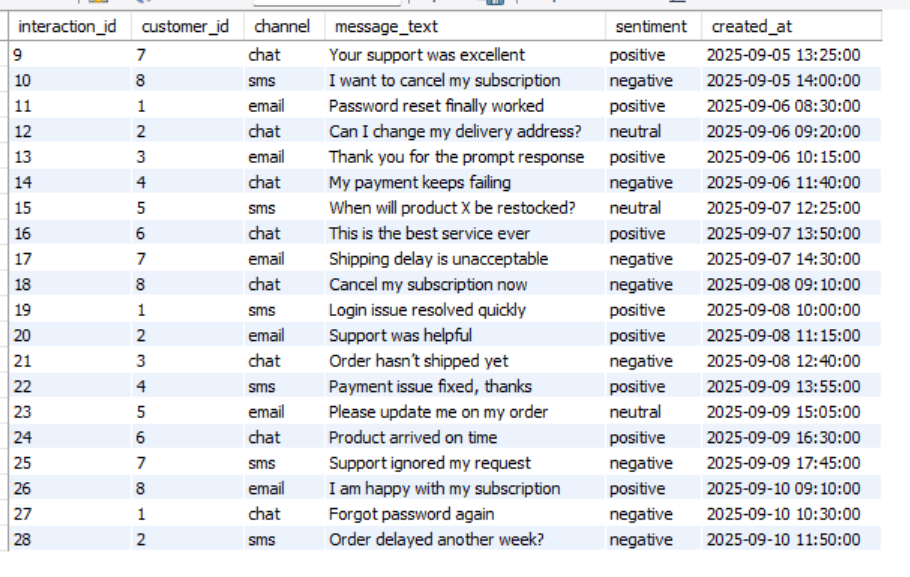 interaction_id customer_id channel message_text sentiment created_at
9 7 chat Your support was excellent positive 2025-09-05 13:25:00
10 8 sms I want to cancel my subscription negative 2025-09-05 14:00:00
11 1 email Password reset finally worked positive 2025-09-06 08:30:00
12 2 chat Can I change my delivery address? neutral 2025-09-06 09:20:00
13 3 email Thank you for the prompt response positive 2025-09-06 10:15:00
14 4 chat My payment keeps failing negative 2025-09-06 11:40:00
15 5 sms When will product X be restocked? neutral 2025-09-07 12:25:00
16 6 chat This is the best service ever positive 2025-09-07 13:50:00
17 7 email Shipping delay is unacceptable negative 2025-09-07 14:30:00
18 8 chat Cancel my subscription now negative 2025-09-08 09:10:00
19 1 sms Login issue resolved quickly positive 2025-09-08 10:00:00
20 2 email Support was helpful positive 2025-09-08 11:15:00
21 3 chat Order hasn't shipped yet negative 2025-09-08 12:40:00
22 4 sms Payment issue fixed, thanks positive 2025-09-09 13:55:00
23 5 email Please update me on my order neutral 2025-09-09 15:05:00
24 6 chat Product arrived on time positive 2025-09-09 16:30:00
25 7 sms Support ignored my request negative 2025-09-09 17:45:00
26 8 email I am happy with my subscription positive 2025-09-10 09:10:00
27 1 chat Forgot password again negative 2025-09-10 10:30:00
28 2 sms Order delayed another week? negative 2025-09-10 11:50:00